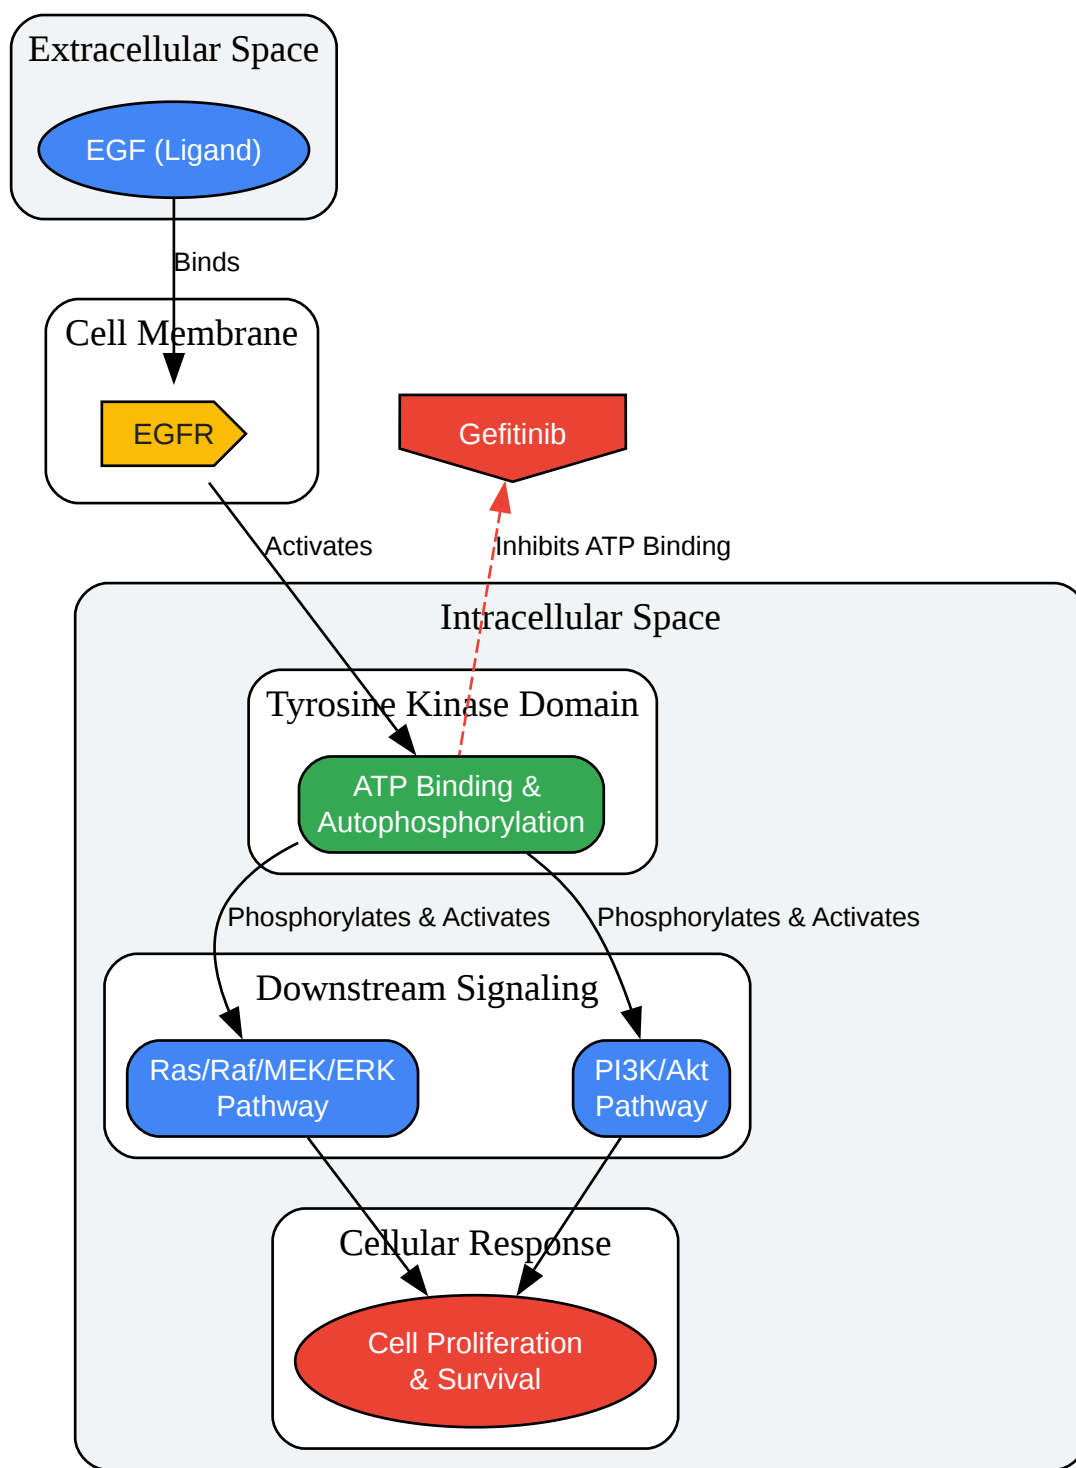 Extracellular Space
EGF (Ligand)
Binds
Cell Membrane
EGFR
Gefitinib
Activates
Inhibits ATP Binding
Intracellular Space
Tyrosine Kinase Domain
ATP Binding &
Autophosphorylation
Phosphorylates & Activates
Phosphorylates & Activates
Downstream Signaling
Ras/Raf/MEK/ERK
Pathway
PI3K/Akt
Pathway
Cellular Response
Cell Proliferation
& Survival